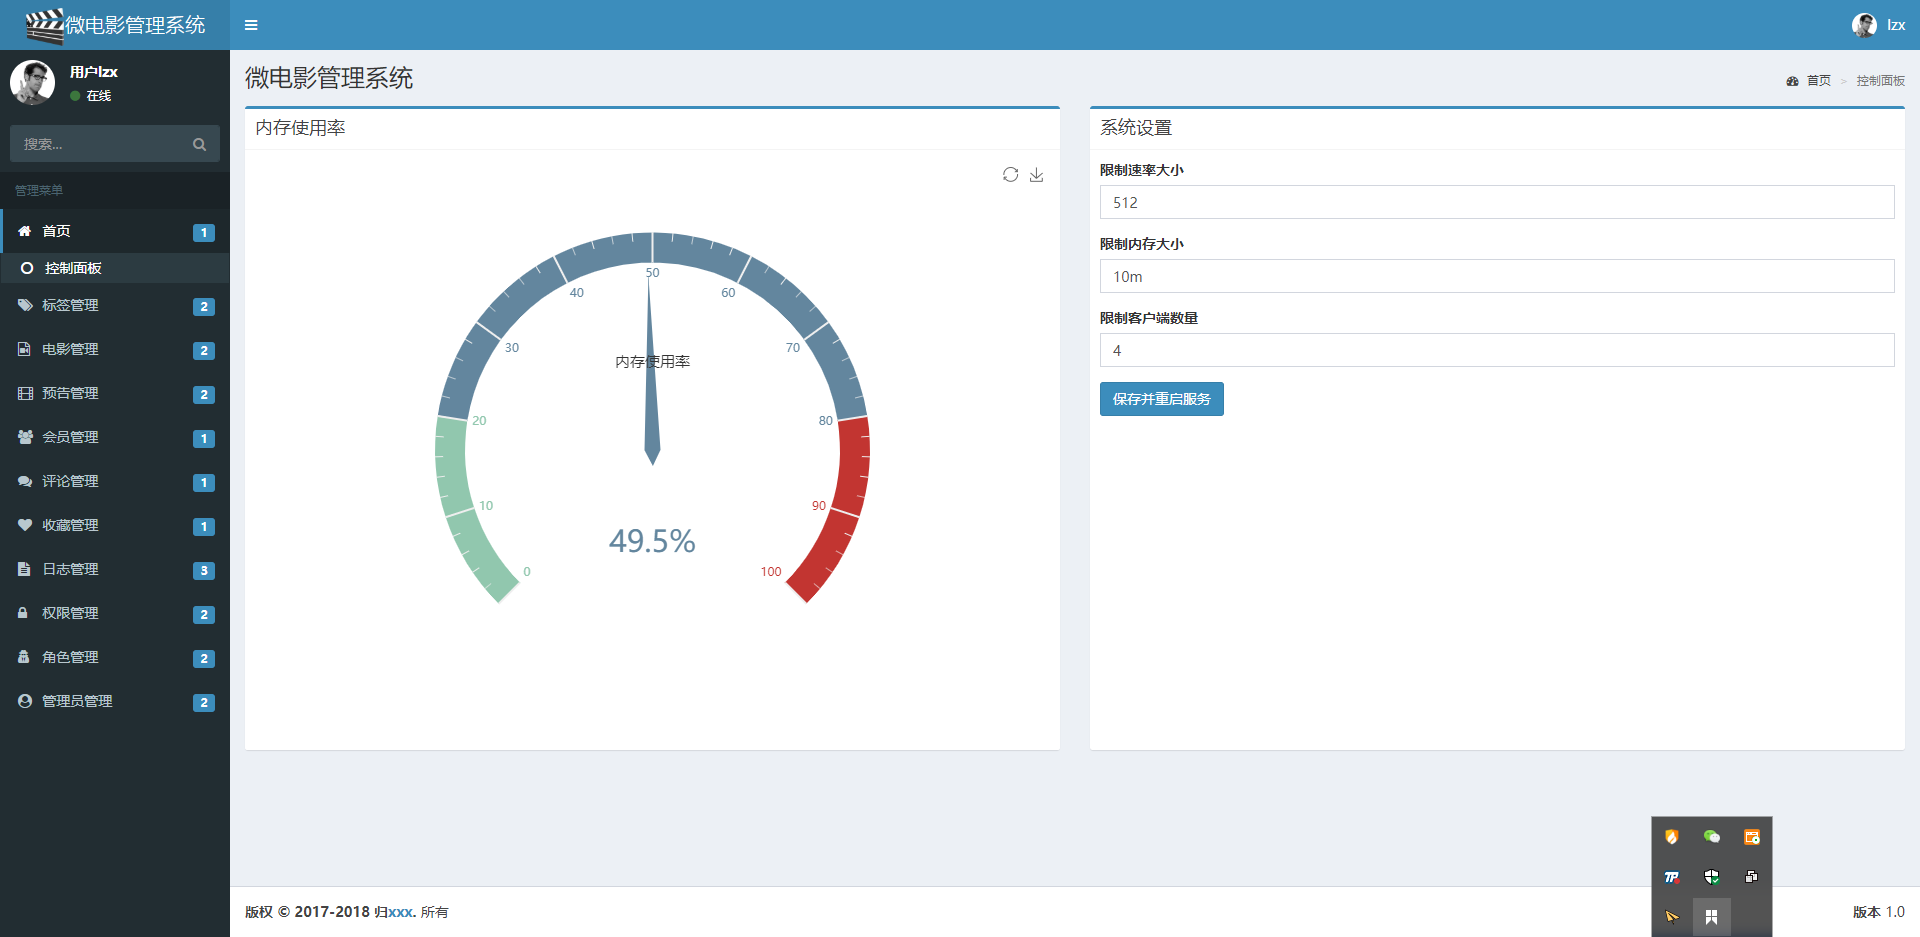 微电影管理系统
lzx
用户lzx
在线
搜索...
管理菜单
首页 1
控制面板
标签管理 2
电影管理 2
预告管理 2
会员管理 1
评论管理 1
收藏管理 1
日志管理 3
权限管理 2
角色管理 2
管理员管理 2
微电影管理系统
首页 > 控制面板
内存使用率
0
10
20
30
40
50
60
70
80
90
100
内存使用率
49.5%
系统设置
限制速率大小
512
限制内存大小
10m
限制客户端数量
4
保存并重启服务
版权 © 2017-2018 归xxx. 所有
TP
版本 1.0